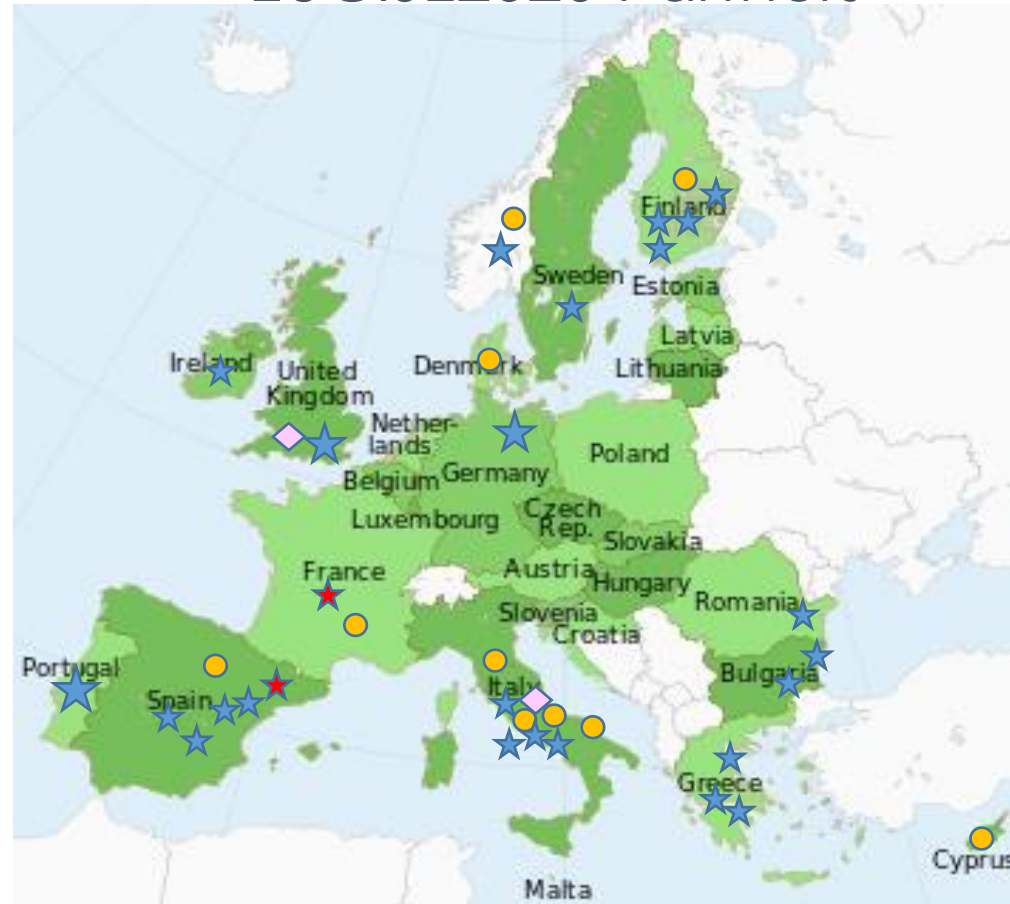 Finland
Sweden
Estonia
Latvia
Lithuania
Ireland
United
Kingdom
Denmark
Nether-
lands
Belgium
Germany
Poland
Luxembourg
Czech
Rep.
Slovakia
France
Austria
Hungary
Slovenia
Romania
Croatia
Portugal
Spain
Italy
Bulgaria
Greece
Cyprus
Malta